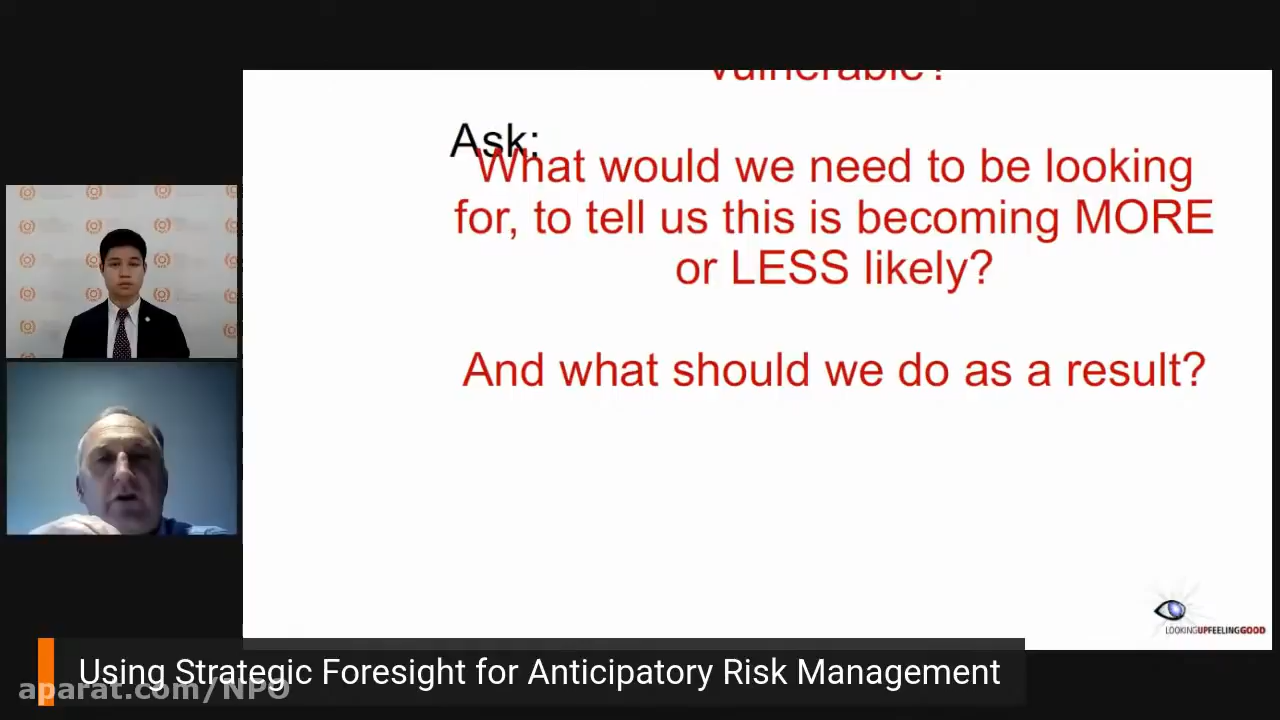 vulnerable?
Ask:
What would we need to be looking
for, to tell us this is becoming MORE
or LESS likely?
And what should we do as a result?
LOOKINGUPFEELINGGOOD
Using Strategic Foresight for Anticipatory Risk Management
aparat.com/NPO